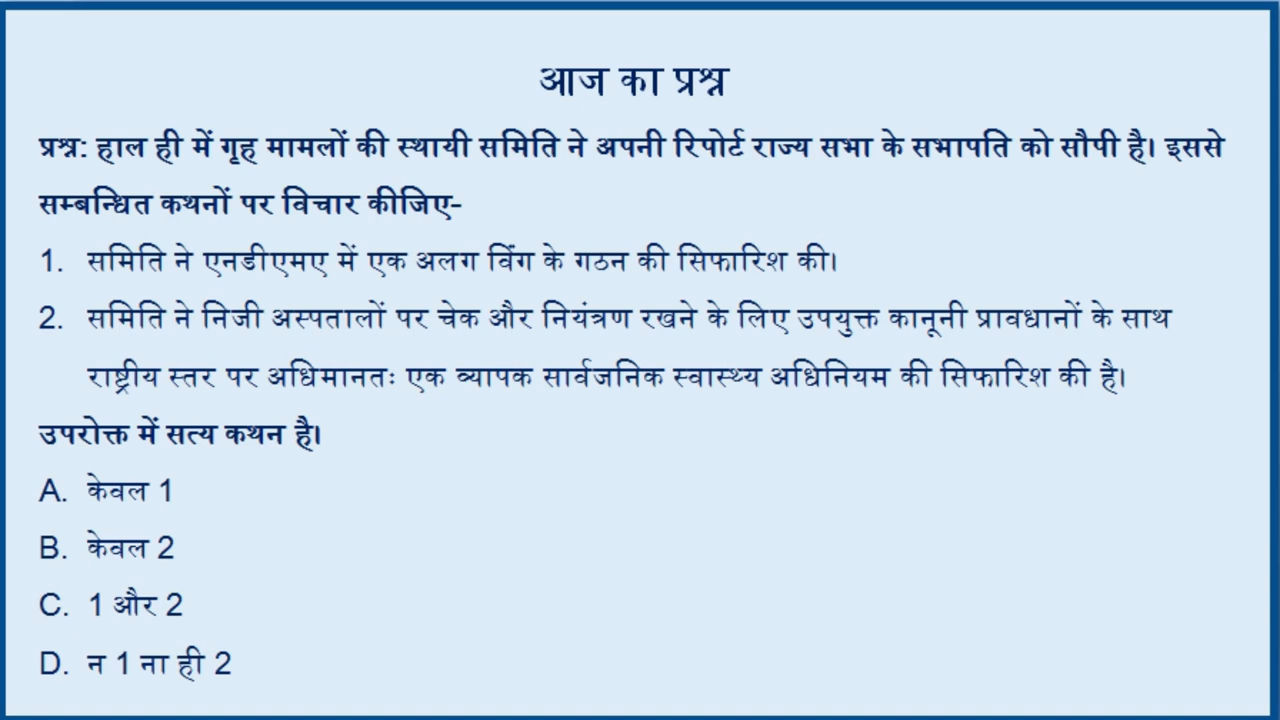 आज का प्रश्न
प्रश्न: हाल ही में गृह मामलों की स्थायी समिति ने अपनी रिपोर्ट राज्य सभा के सभापति को सौपी है। इससे
सम्बन्धित कथनों पर विचार कीजिए-
1. समिति ने एनडीएमए में एक अलग विंग के गठन की सिफारिश की।
2. समिति ने निजी अस्पतालों पर चेक और नियंत्रण रखने के लिए उपयुक्त कानूनी प्रावधानों के साथ
राष्ट्रीय स्तर पर अधिमानतः एक व्यापक सार्वजनिक स्वास्थ्य अधिनियम की सिफारिश की है।
उपरोक्त में सत्य कथन है।
A. केवल 1
B. केवल 2
C. 1 और 2
D. न 1 ना ही 2